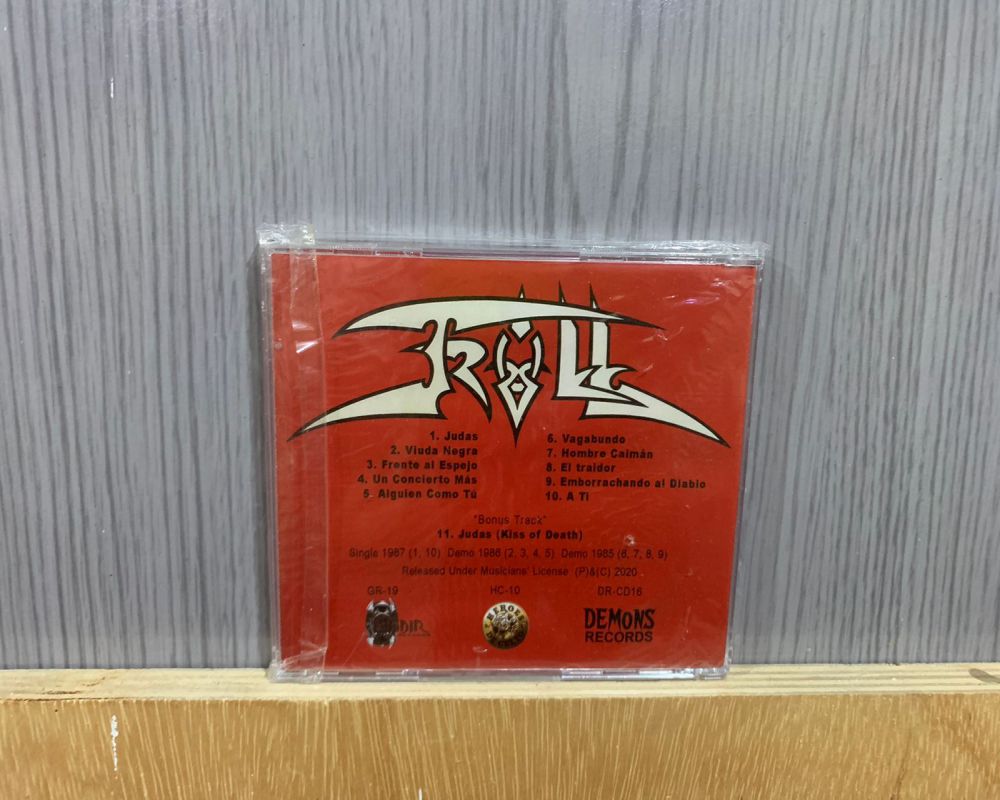 TRÖLL
1. Judas
2. Viuda Negra
3. Frente al Espejo
4. Un Concierto Más
5. Alguien Como Tú
6. Vagabundo
7. Hombre Caimán
8. El traidor
9. Emborrachando al Diablo
10. A Ti
"Bonus Track"
11. Judas (Kiss of Death)
Single 1987 (1, 10) Demo 1986 (2, 3, 4, 5) Demo 1985 (6, 7, 8, 9)
Released Under Musicians' License (P)&(C) 2020
GR-19
HC-10
DR-CD16
HEROES
DEMONS
RECORDS